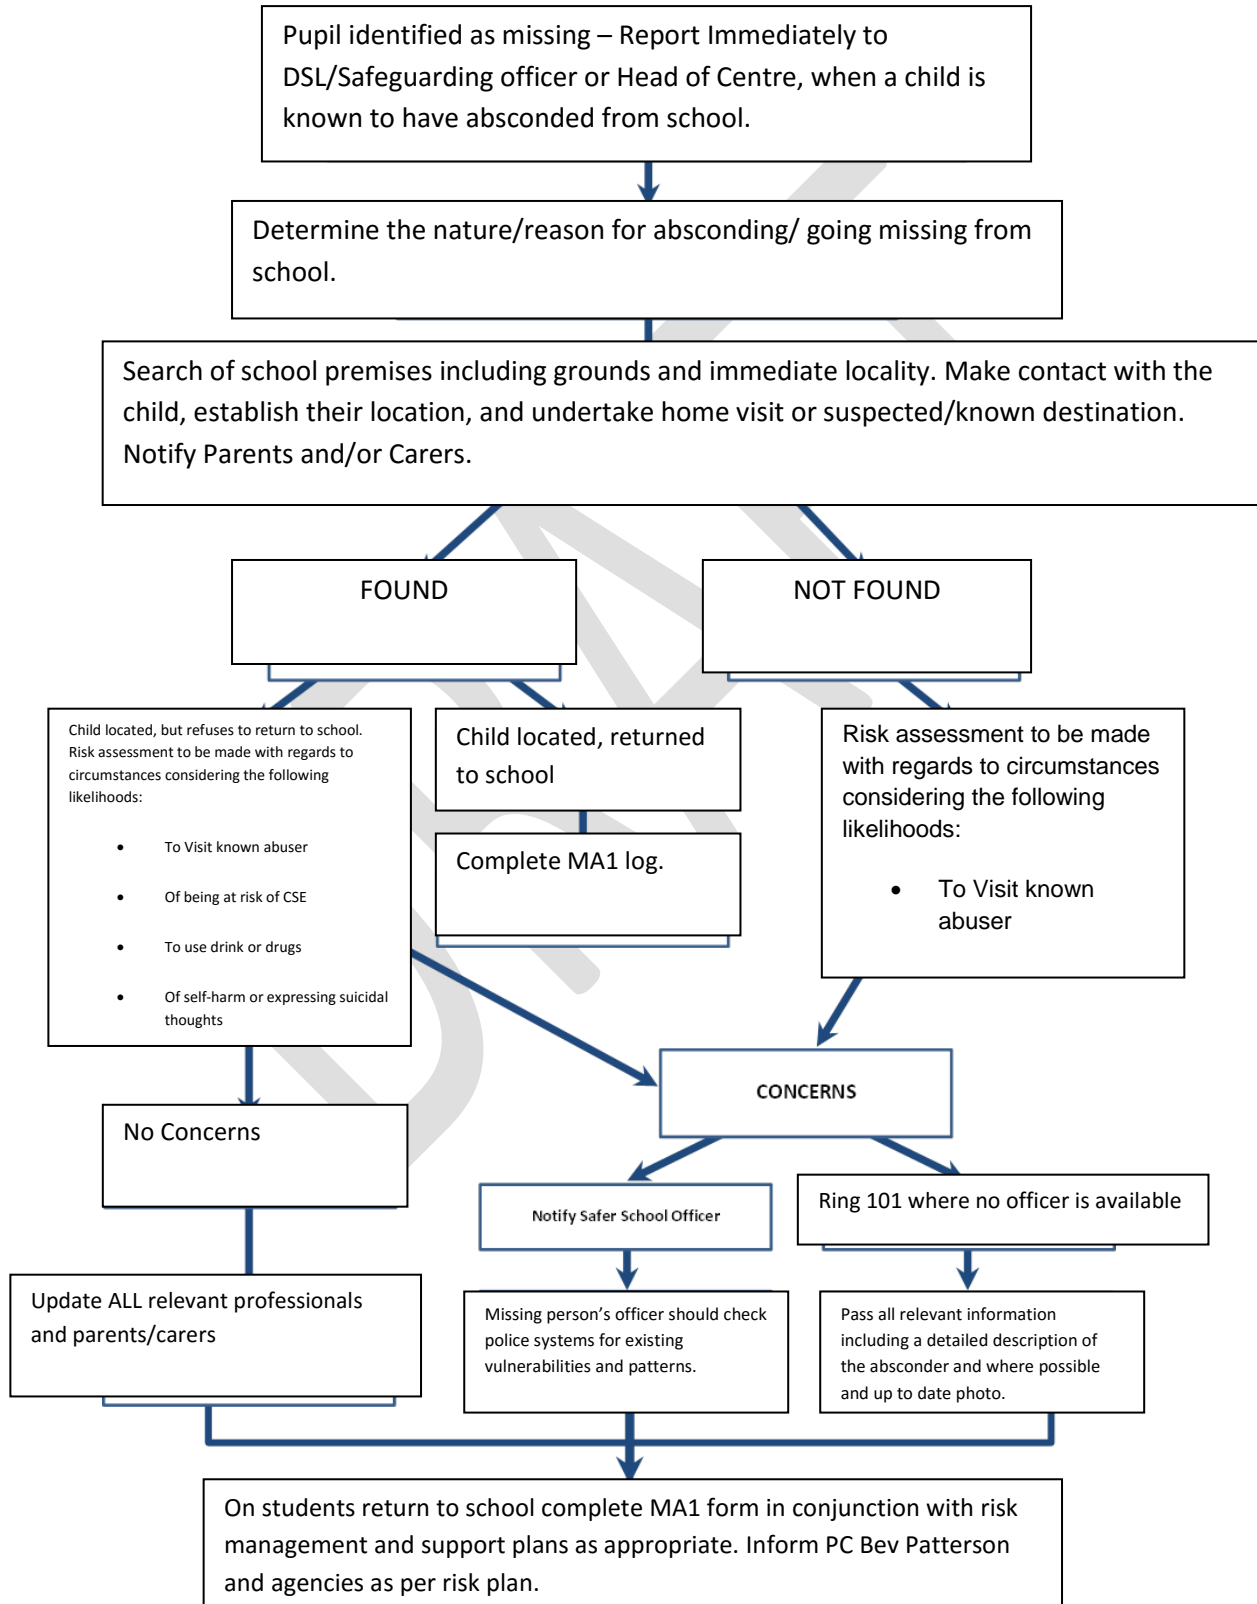 Pupil identified as missing – Report Immediately to
DSL/Safeguarding officer or Head of Centre, when a child is
known to have absconded from school.
Determine the nature/reason for absconding/ going missing from
school.
Search of school premises including grounds and immediate locality. Make contact with the
child, establish their location, and undertake home visit or suspected/known destination.
Notify Parents and/or Carers.
FOUND
NOT FOUND
Child located, but refuses to return to school.
Risk assessment to be made with regards to
circumstances considering the following
likelihoods:
• To Visit known abuser
• Of being at risk of CSE
• To use drink or drugs
• Of self-harm or expressing suicidal
thoughts
Child located, returned
to school
Complete MA1 log.
Risk assessment to be made
with regards to circumstances
considering the following
likelihoods:
• To Visit known
abuser
CONCERNS
No Concerns
Notify Safer School Officer
Ring 101 where no officer is available
Update ALL relevant professionals
and parents/carers
Missing person's officer should check
police systems for existing
vulnerabilities and patterns.
Pass all relevant information
including a detailed description of
the absconder and where possible
and up to date photo.
On students return to school complete MA1 form in conjunction with risk
management and support plans as appropriate. Inform PC Bev Patterson
and agencies as per risk plan.
DRAFT